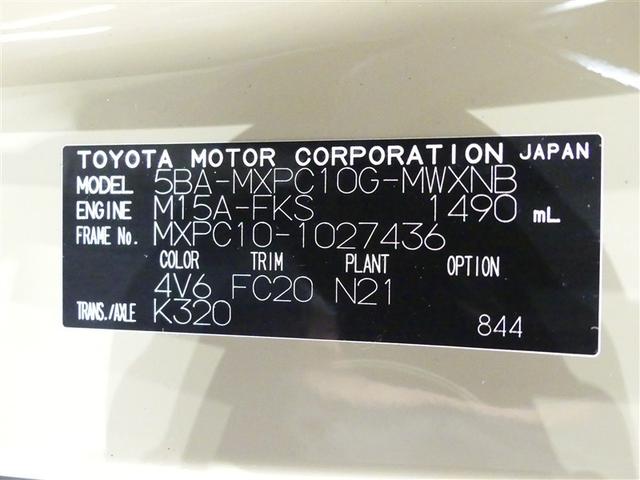 TOYOTA MOTOR CORPORATION JAPAN
MODEL 5BA-MXPC10G-MWXNB
ENGINE M15A-FKS 1490 mL
FRAME No. MXPC10-1027436
COLOR TRIM PLANT OPTION
4V6 FC20 N21
TRANS./AXLE K320
844